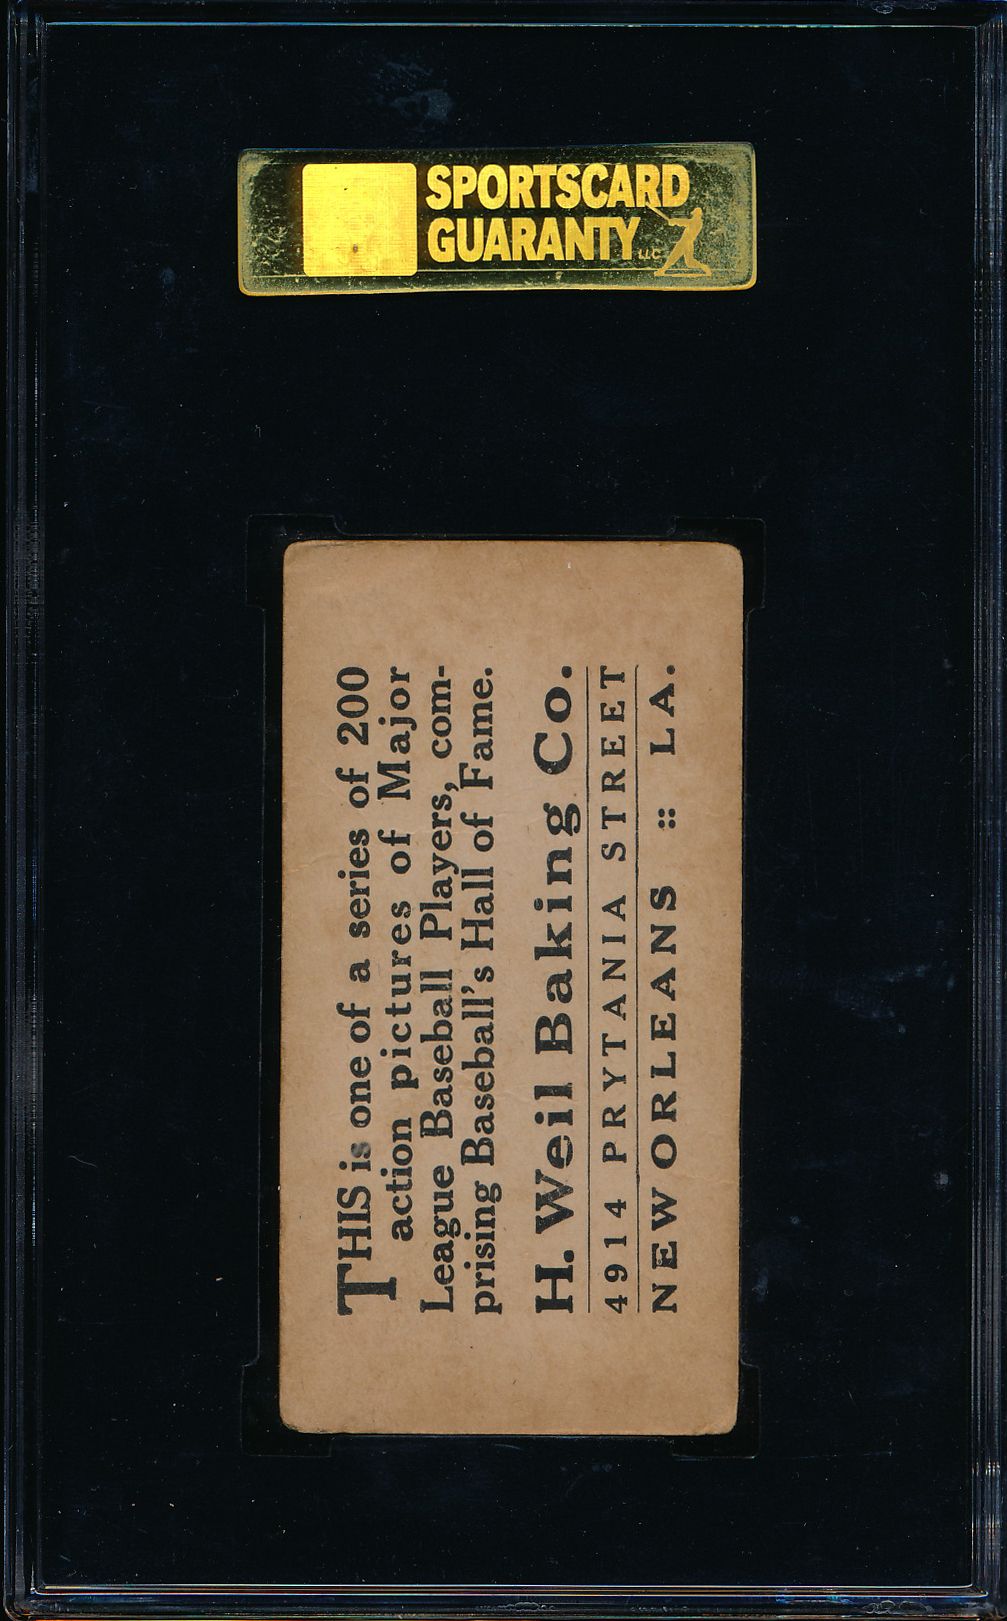 SPORTSCARD
GUARANTY LLC
THIS is one of a series of 200
action pictures of Major
League Baseball Players, com-
prising Baseball's Hall of Fame.
H. Weil Baking Co.
4914 PRYTANIA STREET
NEW ORLEANS :: LA.